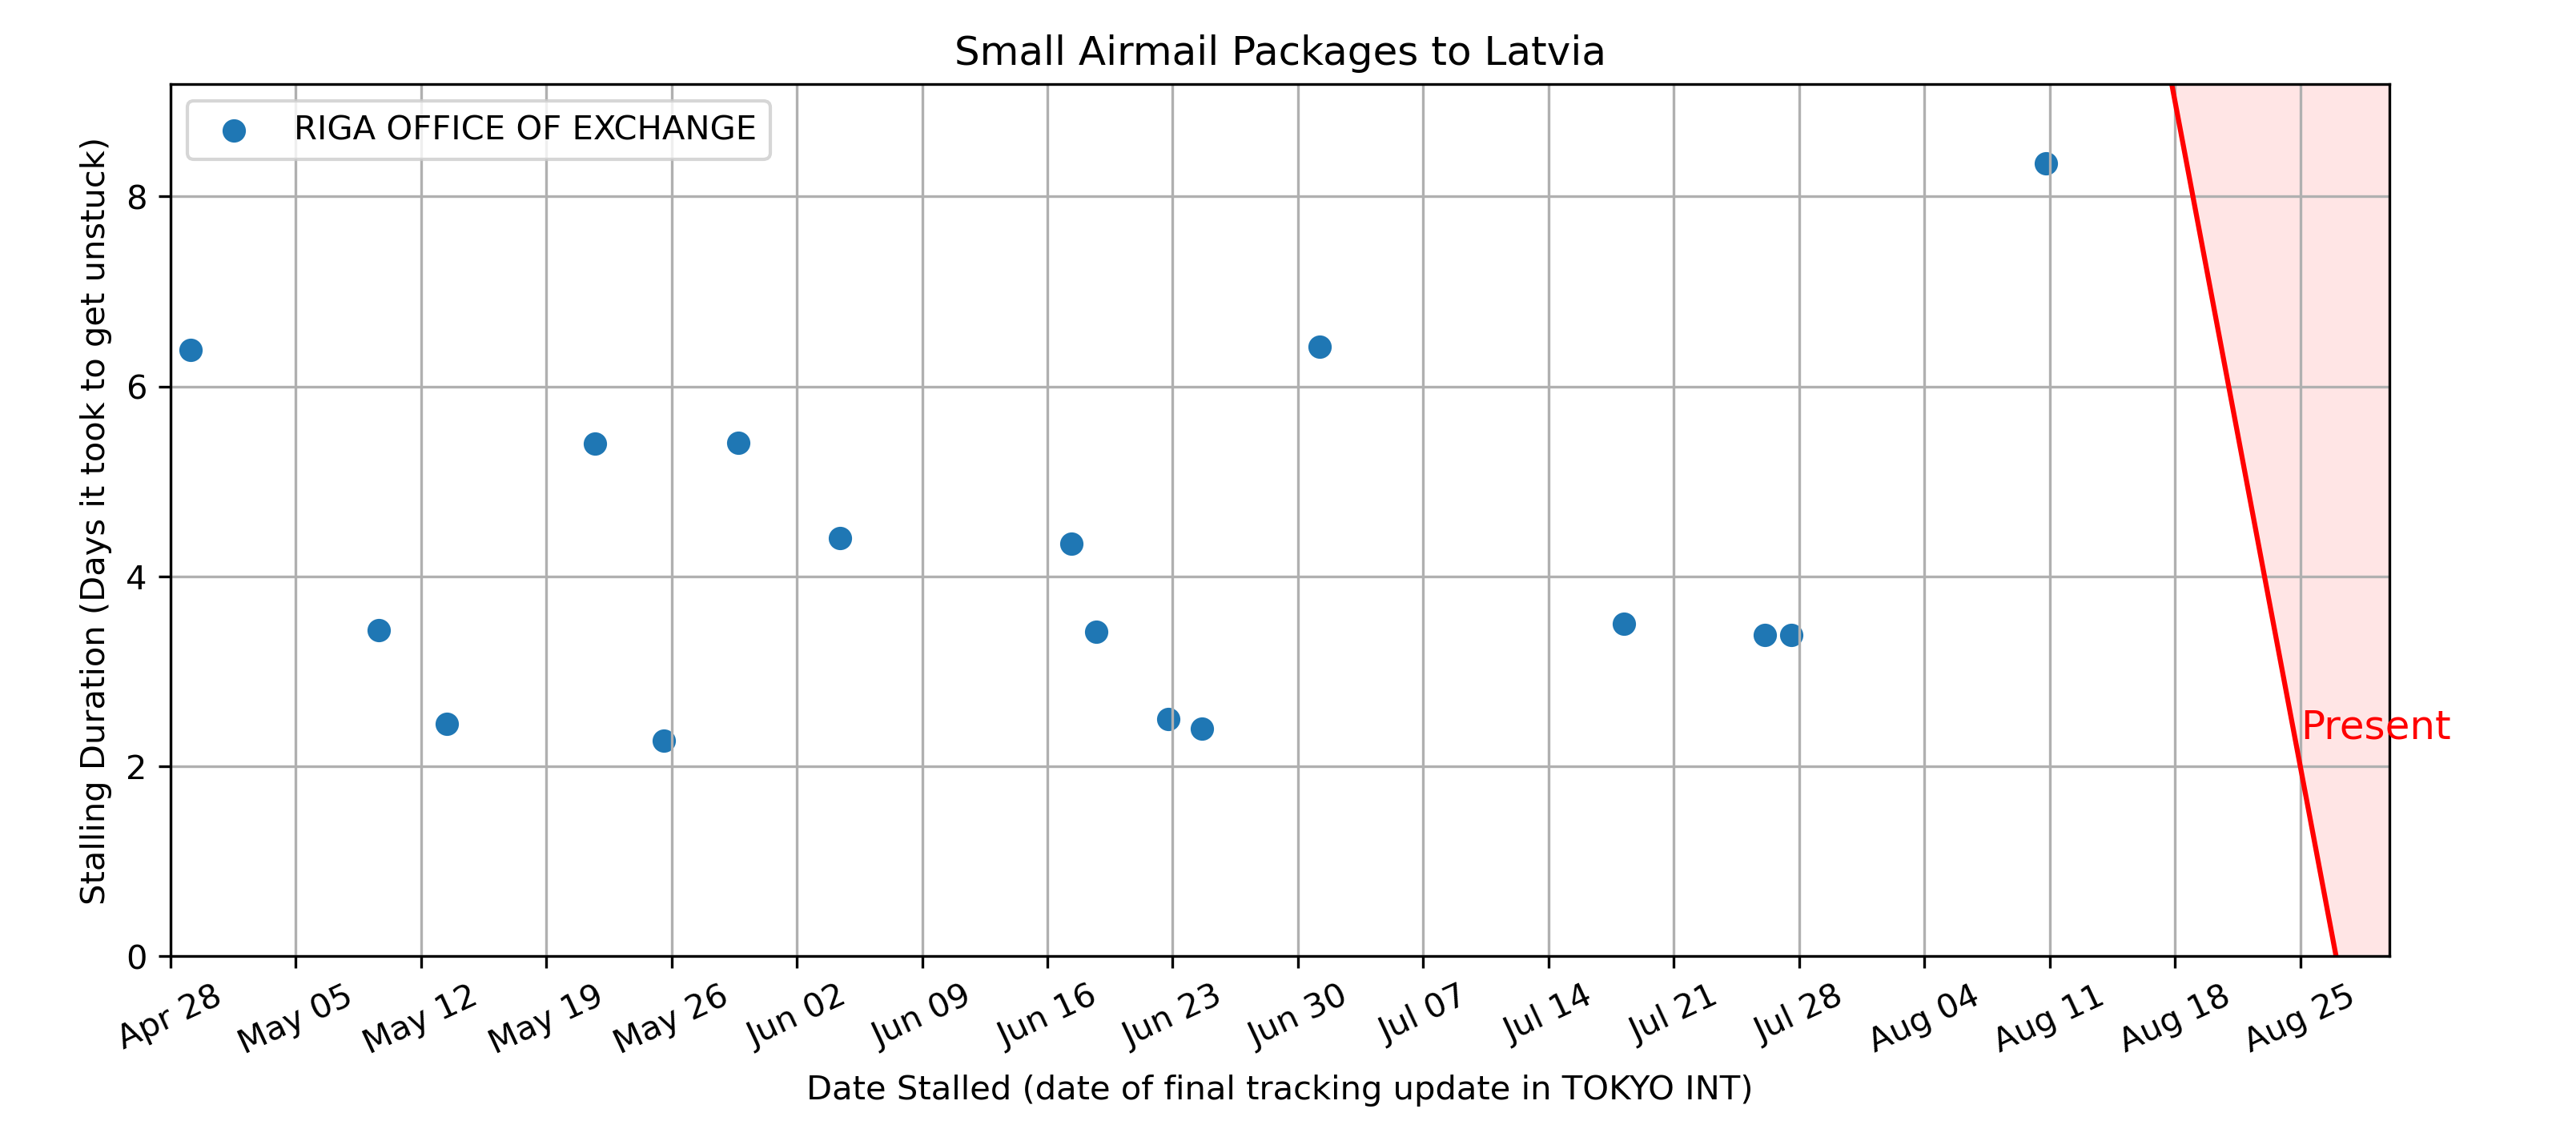 Small Airmail Packages to Latvia
RIGA OFFICE OF EXCHANGE
Stalling Duration (Days it took to get unstuck)
8
6
4
2
0
Present
Apr 28
May 05
May 12
May 19
May 26
Jun 02
Jun 09
Jun 16
Jun 23
Jun 30
Jul 07
Jul 14
Jul 21
Jul 28
Aug 04
Aug 11
Aug 18
Aug 25
Date Stalled (date of final tracking update in TOKYO INT)